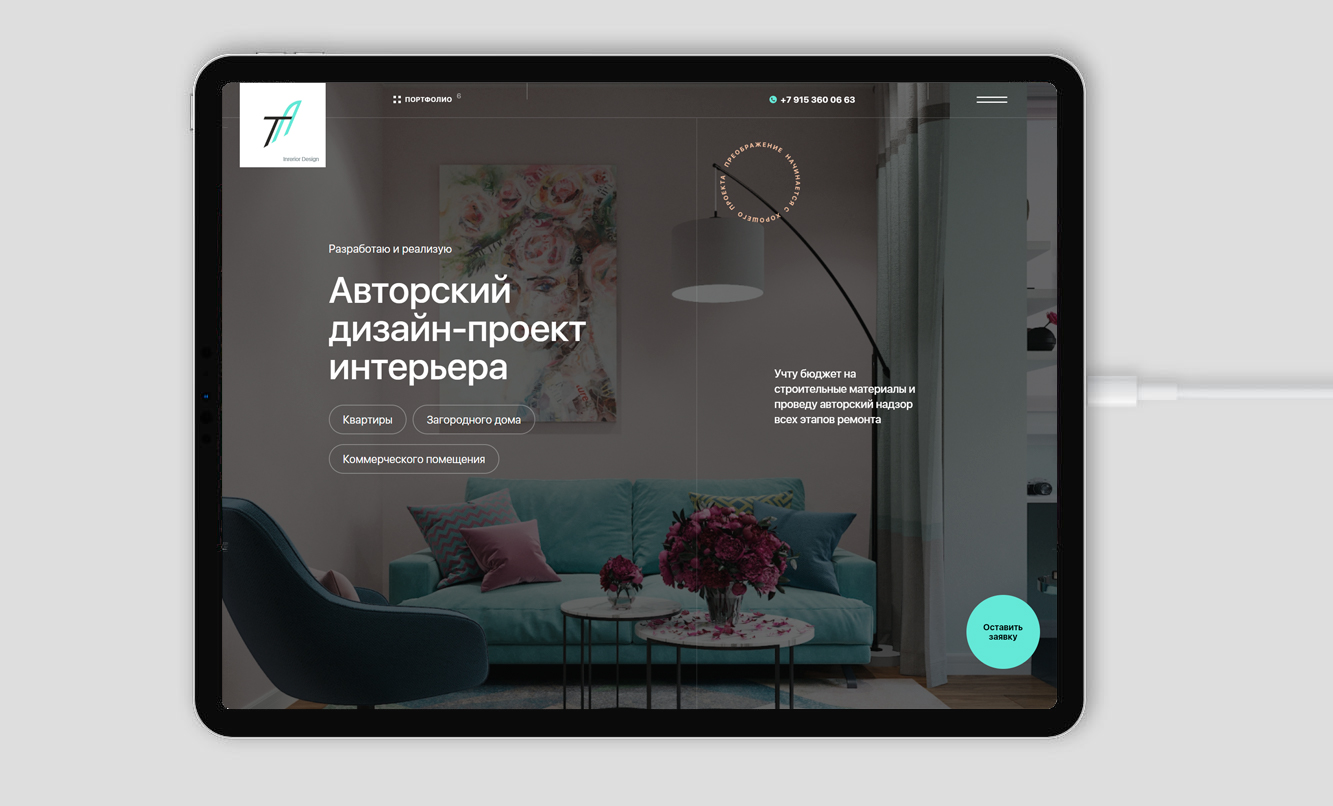 TA
Interior Design
ПОРТФОЛИО 6
+7 915 360 06 63
ПРЕОБРАЖЕНИЕ НАЧИНАЕТСЯ С ХОРОШЕГО ПРОЕКТА
Разработаю и реализую
Авторский
дизайн-проект
интерьера
Квартиры
Загородного дома
Коммерческого помещения
Учту бюджет на
строительные материалы и
проведу авторский надзор
всех этапов ремонта
Оставить
заявку